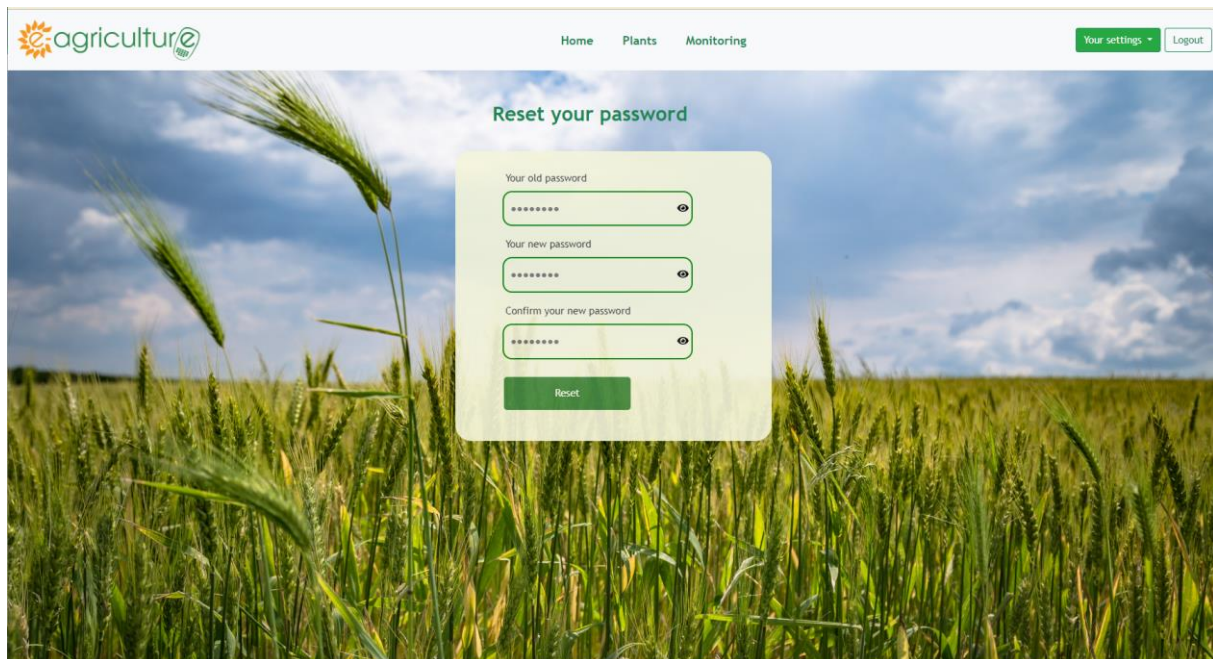 e-agriculture
Home Plants Monitoring
Your settings Logout
Reset your password
Your old password
••••••••
Your new password
••••••••
Confirm your new password
••••••••
Reset